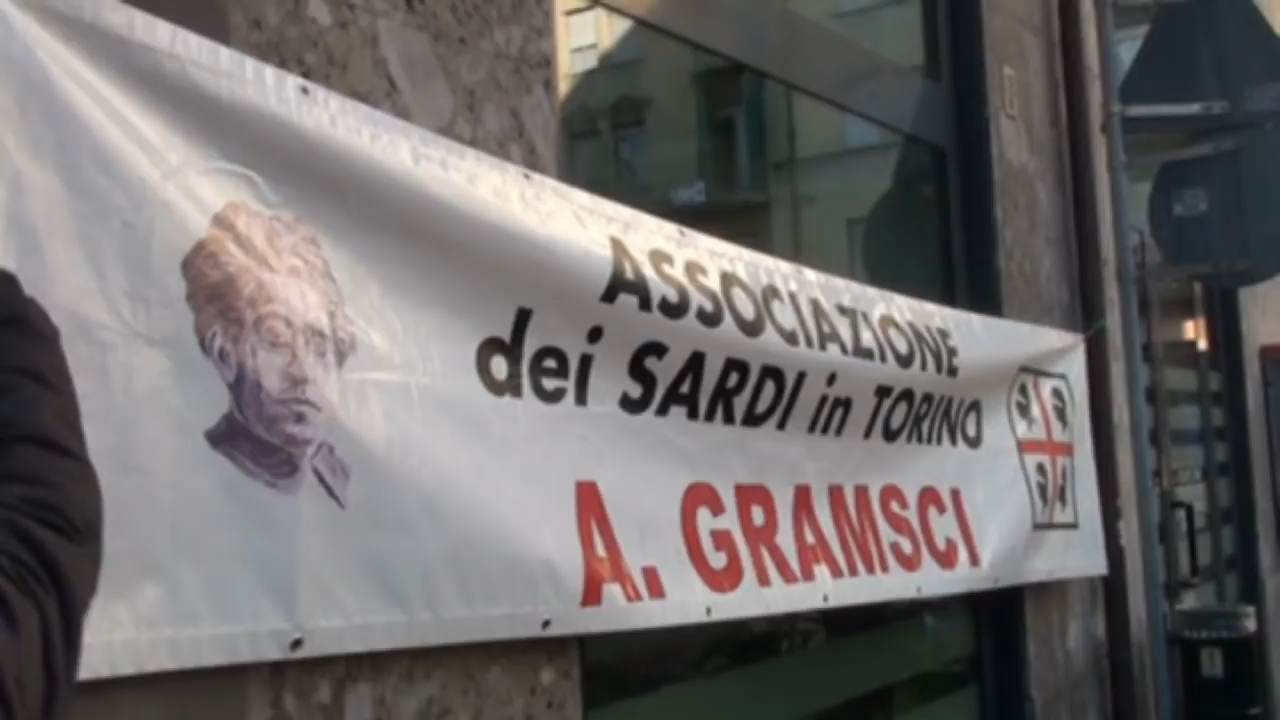 ASSOCIAZIONE
dei SARDI in TORINO
A. GRAMSCI